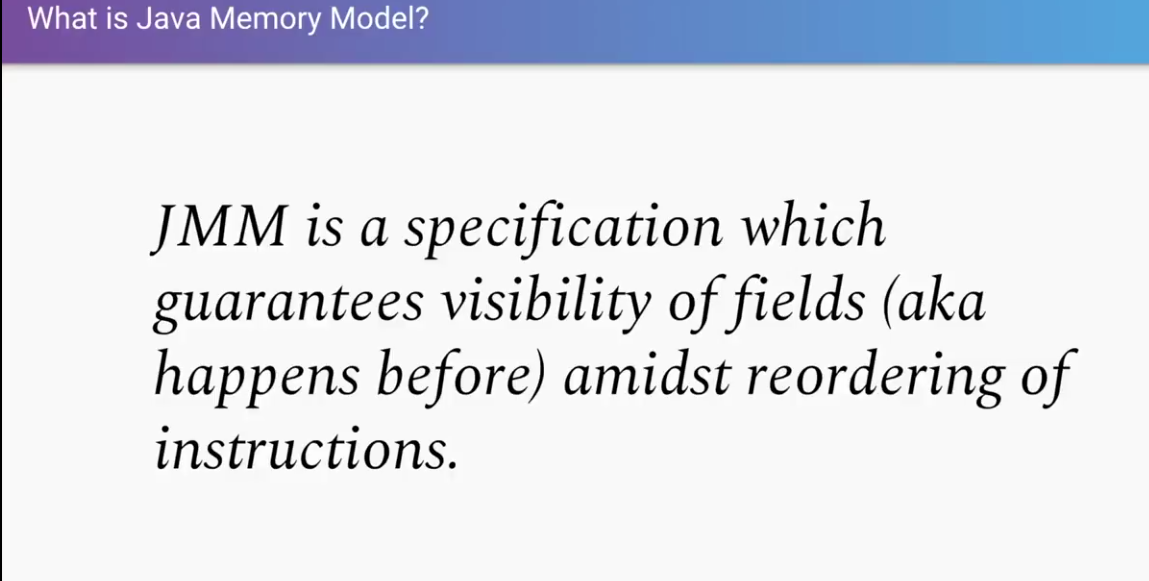 What is Java Memory Model?
JMM is a specification which
guarantees visibility of fields (aka
happens before) amidst reordering of
instructions.